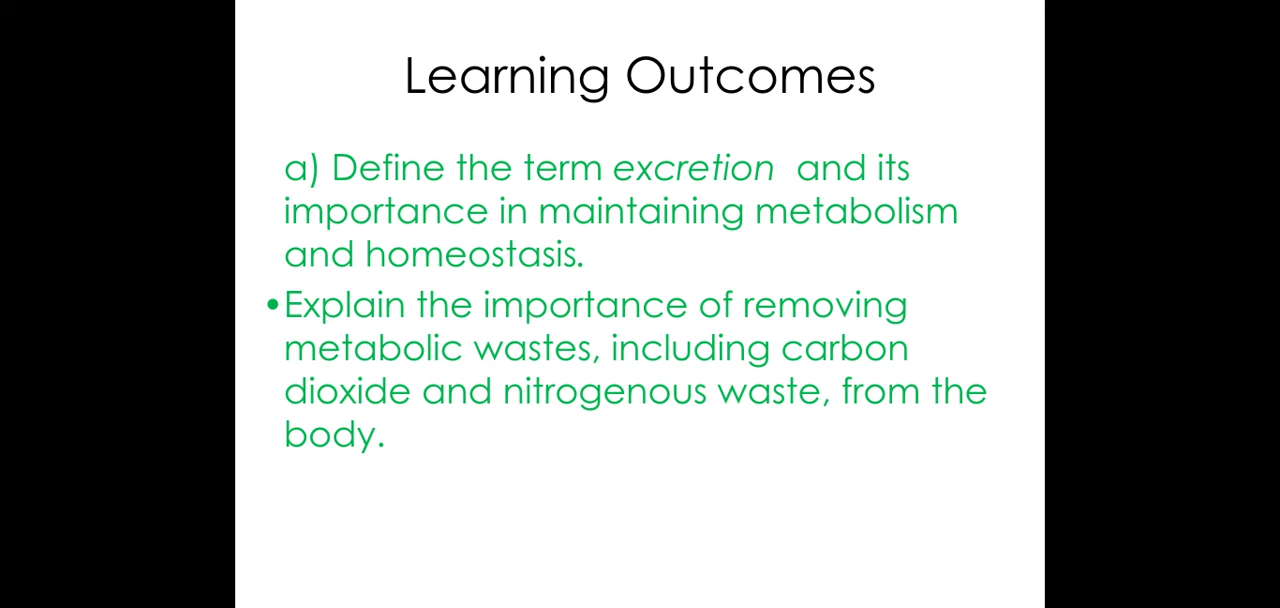 Learning Outcomes
a) Define the term excretion and its
importance in maintaining metabolism
and homeostasis.
•Explain the importance of removing
metabolic wastes, including carbon
dioxide and nitrogenous waste, from the
body.